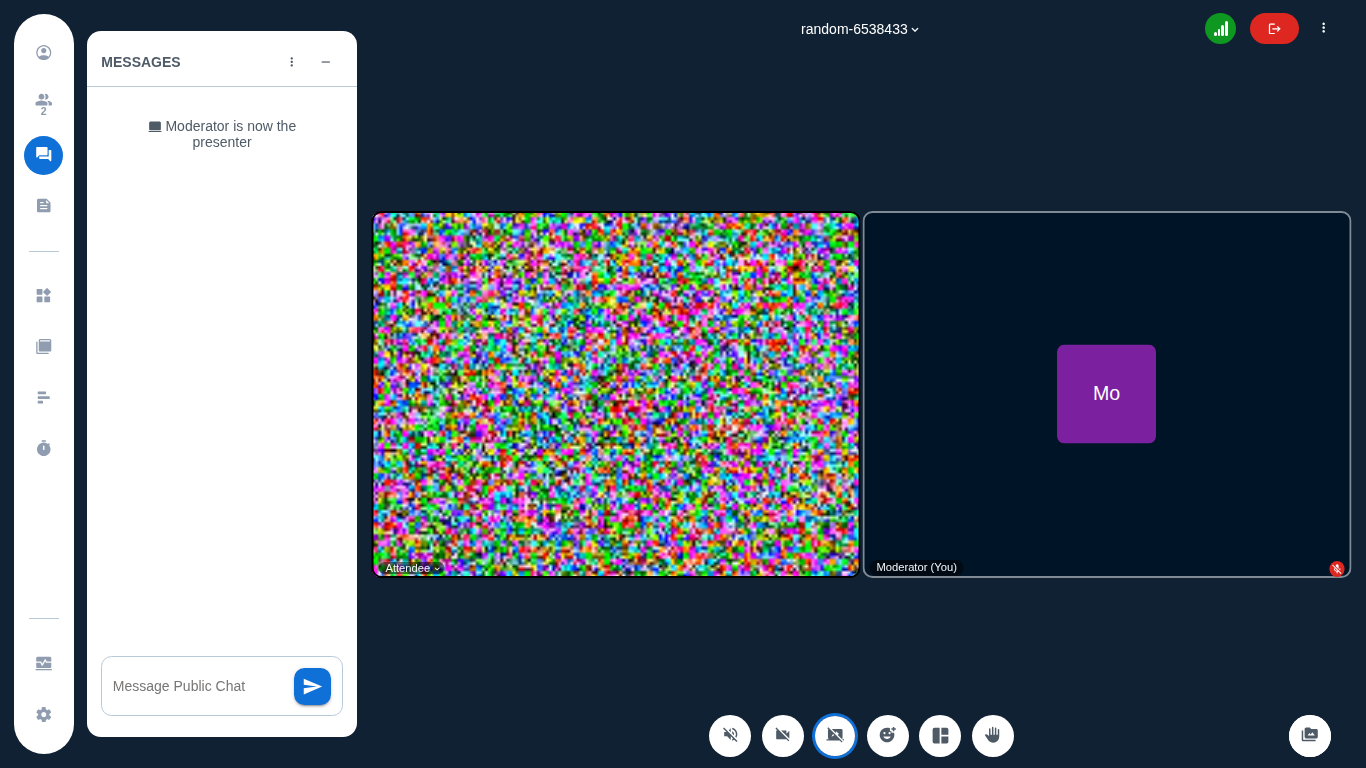 random-6538433
2
MESSAGES
Moderator is now the
presenter
Mo
Attendee
Moderator (You)
Message Public Chat